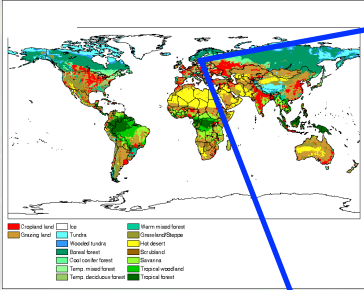 Cropland land
Grazing land
Ice
Tundra
Wooded tundra
Boreal forest
Cool conifer forest
Temp. mixed forest
Temp. deciduous forest
Warm mixed forest
Grassland/Steppe
Hot desert
Scrubland
Savanna
Tropical woodland
Tropical forest